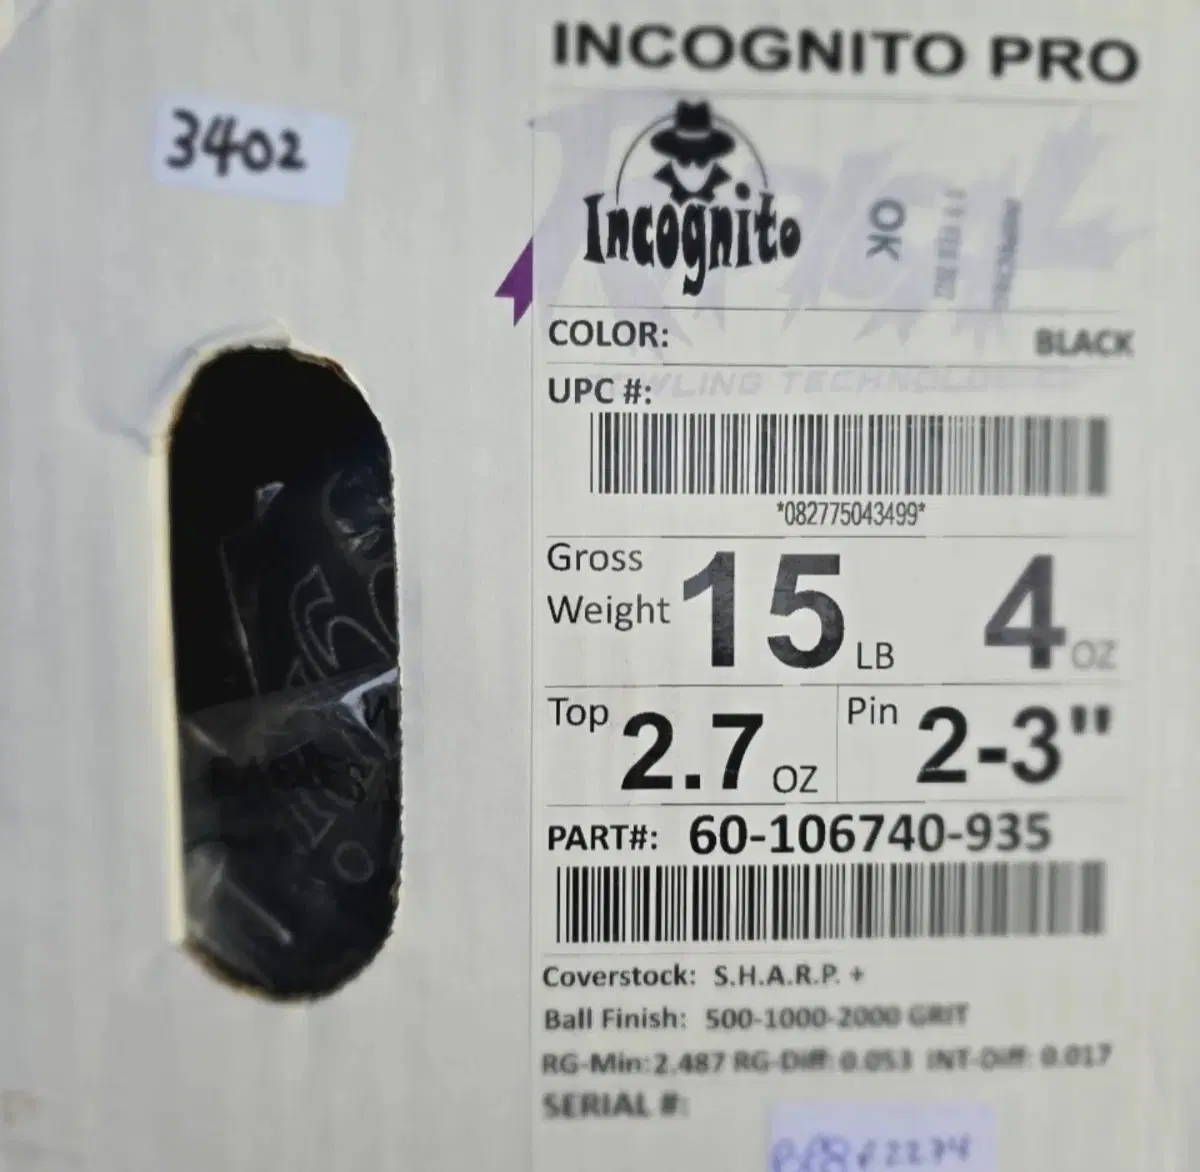 INCOGNITO PRO
3402
Incognito
OK
COLOR: BLACK
UPC #:
*082775043499*
Gross Weight 15 LB 4 OZ
Top 2.7 OZ Pin 2-3"
PART#: 60-106740-935
Coverstock: S.H.A.R.P. +
Ball Finish: 500-1000-2000 GRIT
RG-Min:2.487 RG-Diff: 0.053 INT-Diff: 0.017
SERIAL #: